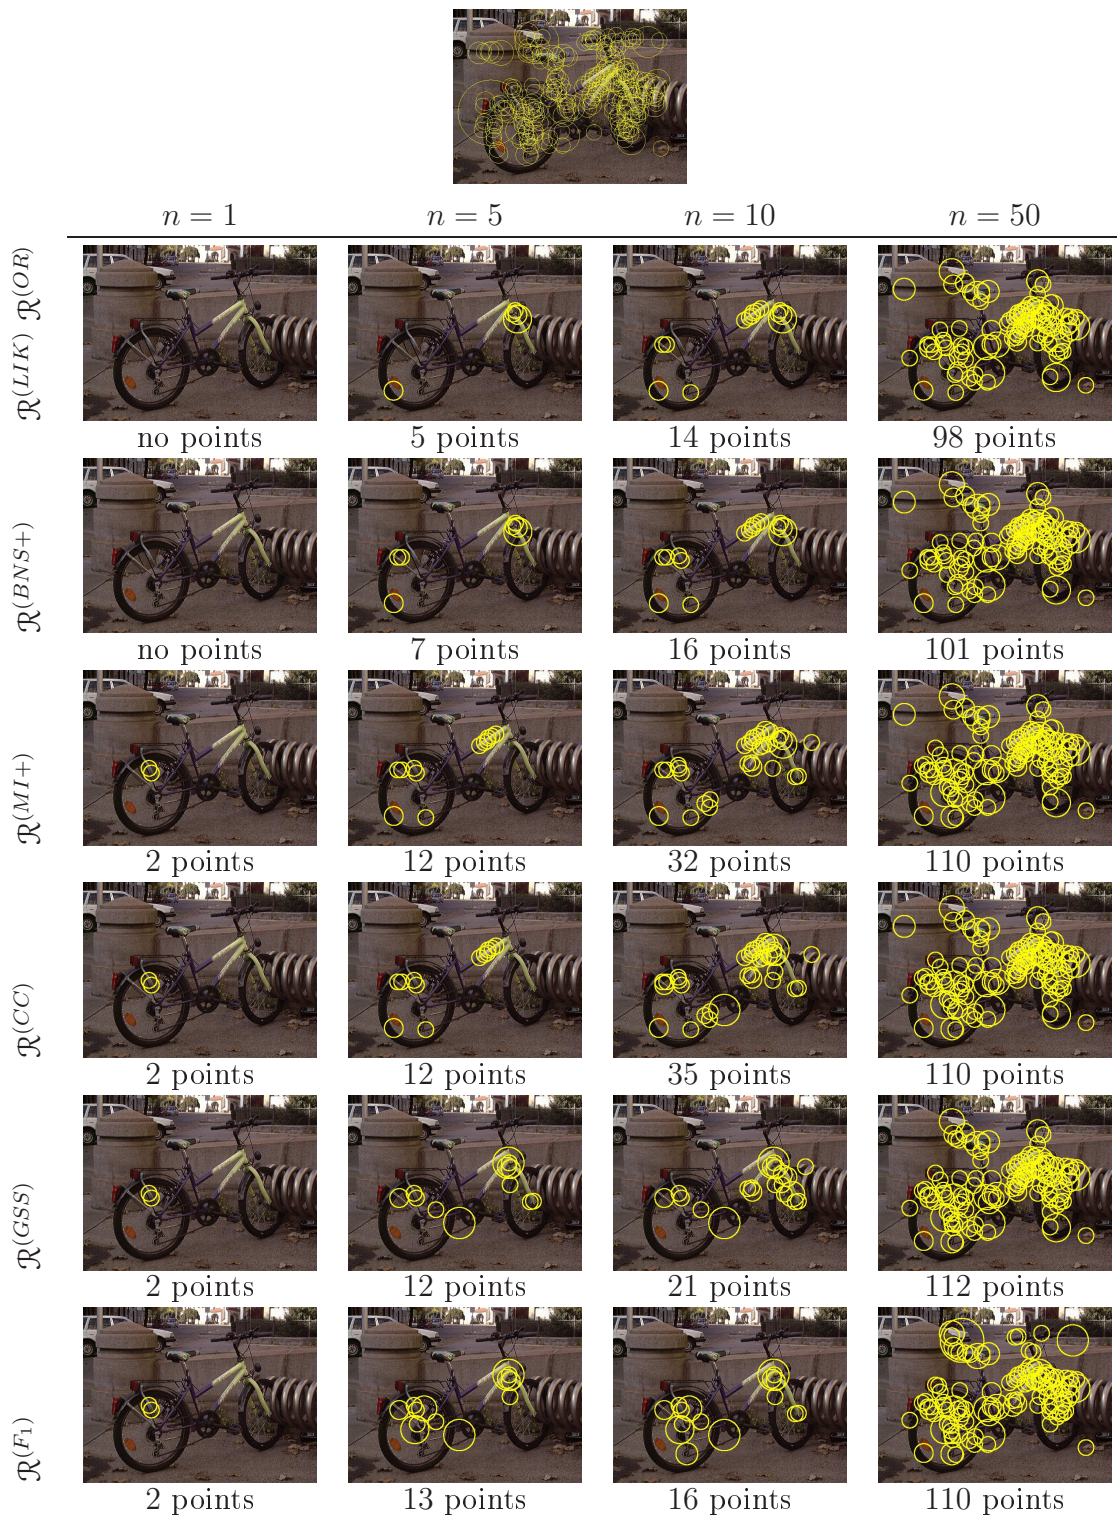 n = 1 n = 5 n = 10 n = 50
ℛ(LIK) ℛ(OR)
no points 5 points 14 points 98 points
ℛ(BNS+)
no points 7 points 16 points 101 points
ℛ(MI+)
2 points 12 points 32 points 110 points
ℛ(CC)
2 points 12 points 35 points 110 points
ℛ(GSS)
2 points 12 points 21 points 112 points
ℛ(F₁)
2 points 13 points 16 points 110 points